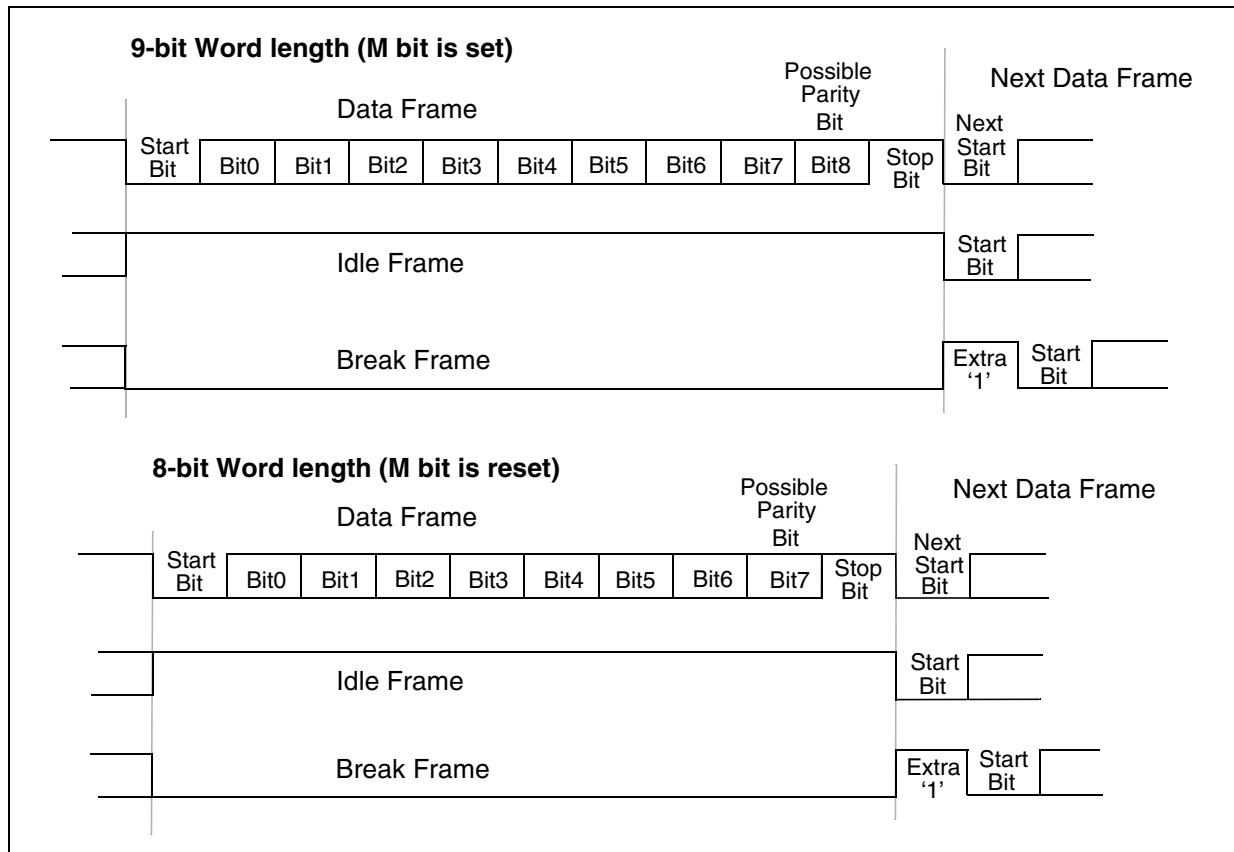 9-bit Word length (M bit is set)
Possible
Parity
Bit
Next Data Frame
Data Frame
Next
Start
Bit
Start
Bit
Bit0
Bit1
Bit2
Bit3
Bit4
Bit5
Bit6
Bit7
Bit8
Stop
Bit
Idle Frame
Start
Bit
Break Frame
Extra
‘1’
Start
Bit
8-bit Word length (M bit is reset)
Possible
Parity
Bit
Next Data Frame
Data Frame
Next
Start
Bit
Start
Bit
Bit0
Bit1
Bit2
Bit3
Bit4
Bit5
Bit6
Bit7
Stop
Bit
Idle Frame
Start
Bit
Break Frame
Extra
‘1’
Start
Bit